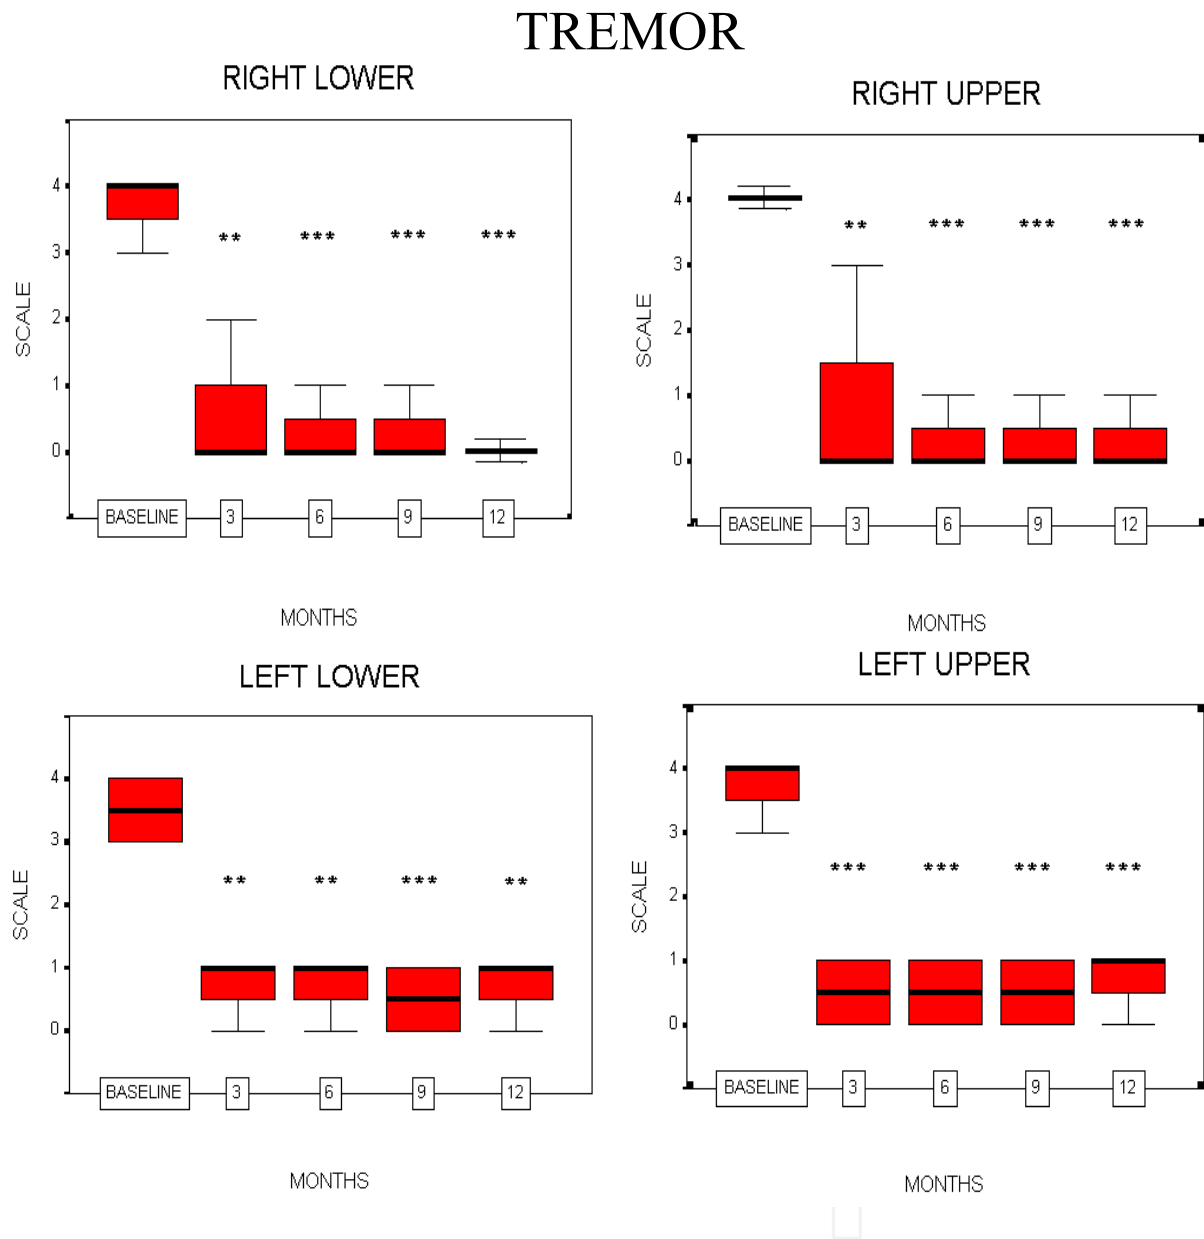 TREMOR
RIGHT LOWER
SCALE
4
3
2
1
0
** *** *** ***
BASELINE 3 6 9 12
MONTHS
RIGHT UPPER
SCALE
4
3
2
1
0
** *** *** ***
BASELINE 3 6 9 12
MONTHS
LEFT LOWER
SCALE
4
3
2
1
0
** ** *** **
BASELINE 3 6 9 12
MONTHS
LEFT UPPER
SCALE
4
3
2
1
0
*** *** *** ***
BASELINE 3 6 9 12
MONTHS